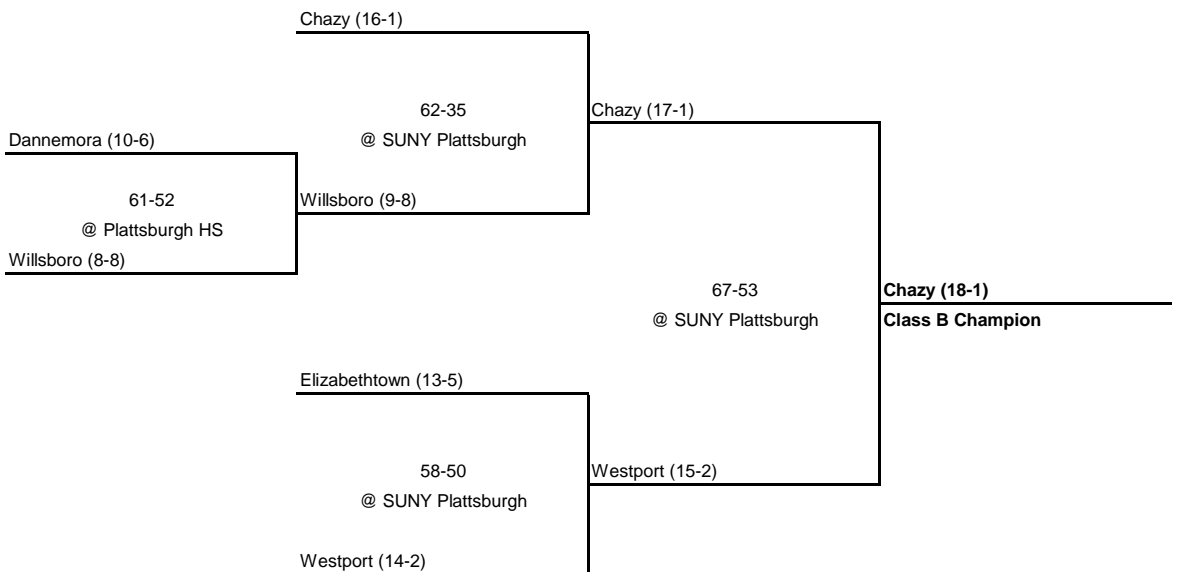 Chazy (16-1)
62-35
@ SUNY Plattsburgh
Chazy (17-1)
Dannemora (10-6)
61-52
@ Plattsburgh HS
Willsboro (9-8)
Willsboro (8-8)
67-53
@ SUNY Plattsburgh
Chazy (18-1)
Class B Champion
Elizabethtown (13-5)
58-50
@ SUNY Plattsburgh
Westport (15-2)
Westport (14-2)